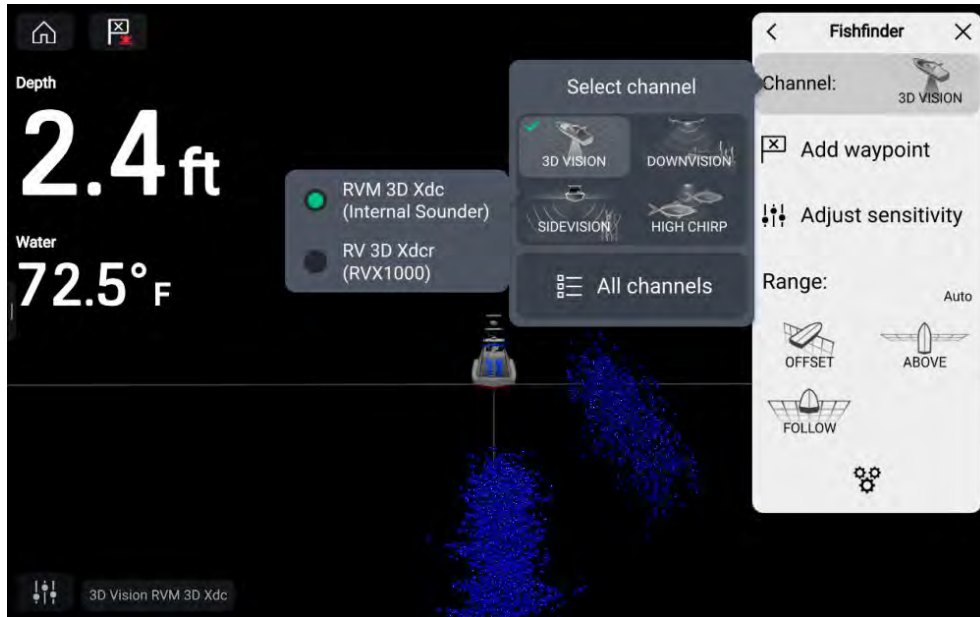 Depth
2.4 ft
Water
72.5° F
RVM 3D Xdc
(Internal Sounder)
RV 3D Xdcr
(RVX1000)
Select channel
3D VISION
DOWNVISION
SIDEVISION
HIGH CHIRP
All channels
Fishfinder
Channel:
3D VISION
Add waypoint
Adjust sensitivity
Range:
Auto
OFFSET
ABOVE
FOLLOW
3D Vision RVM 3D Xdc